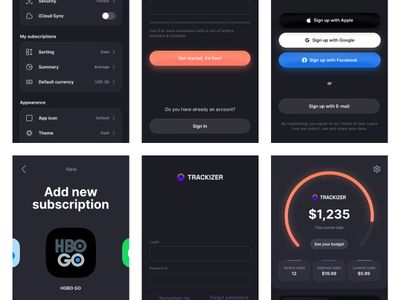 Security
FaceID
iCloud Sync
My subscriptions
Sorting
Date
Summary
Average
Default currency
USD ($)
Appearance
App icon
Default
Theme
Dark
Use 8 or more characters with a mix of letters,
numbers & symbols.
Get started, it's free!
Do you have already an account?
Sign In
Sign up with Apple
Sign up with Google
Sign up with Facebook
or
Sign up with E-mail
By registering, you agree to our Terms of Use. Learn
how we collect, use and share your data.
New
Add new
subscription
HBO
GO
HGBO GO
TRACKIZER
Login
Password
Remember me
Forgot password
TRACKIZER
$1,235
This month bills
See your budget
Active subs
12
Highest subs
$19.99
Lowest subs
$5.99